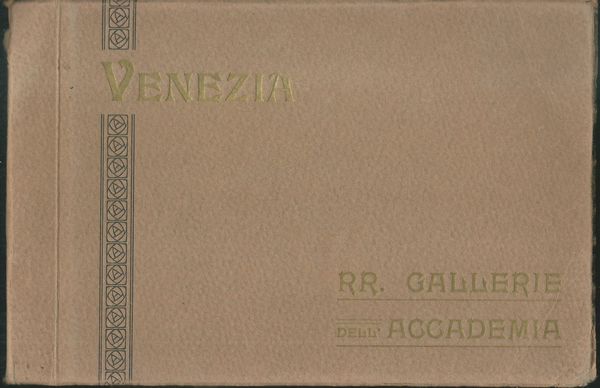 VENEZIA
RR. GALLERIE
DELL' ACCADEMIA